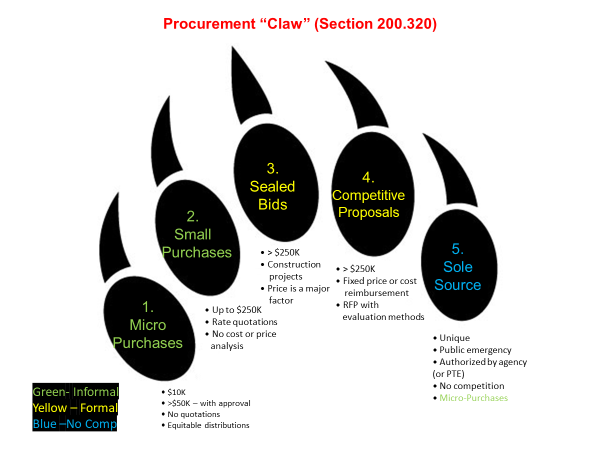 Procurement “Claw” (Section 200.320)
1.
Micro
Purchases
• $10K
• >$50K – with approval
• No quotations
• Equitable distributions
2.
Small
Purchases
• Up to $250K
• Rate quotations
• No cost or price
analysis
3.
Sealed
Bids
• > $250K
• Construction
projects
• Price is a major
factor
4.
Competitive
Proposals
• > $250K
• Fixed price or cost
reimbursement
• RFP with
evaluation methods
5.
Sole
Source
• Unique
• Public emergency
• Authorized by agency
(or PTE)
• No competition
• Micro-Purchases
Green- Informal
Yellow – Formal
Blue –No Comp